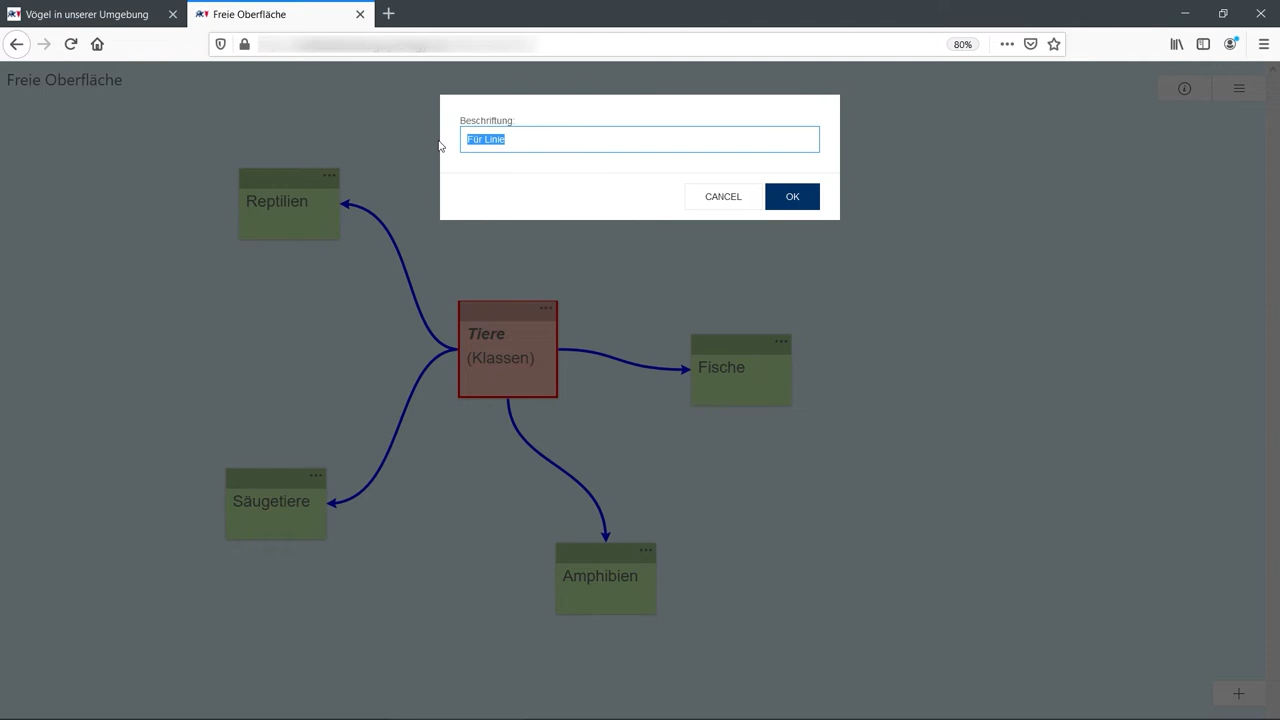 Vögel in unserer Umgebung
Freie Oberfläche
80%
Freie Oberfläche
Beschriftung:
Für Linie
CANCEL
OK
Reptilien
Tiere
(Klassen)
Fische
Säugetiere
Amphibien